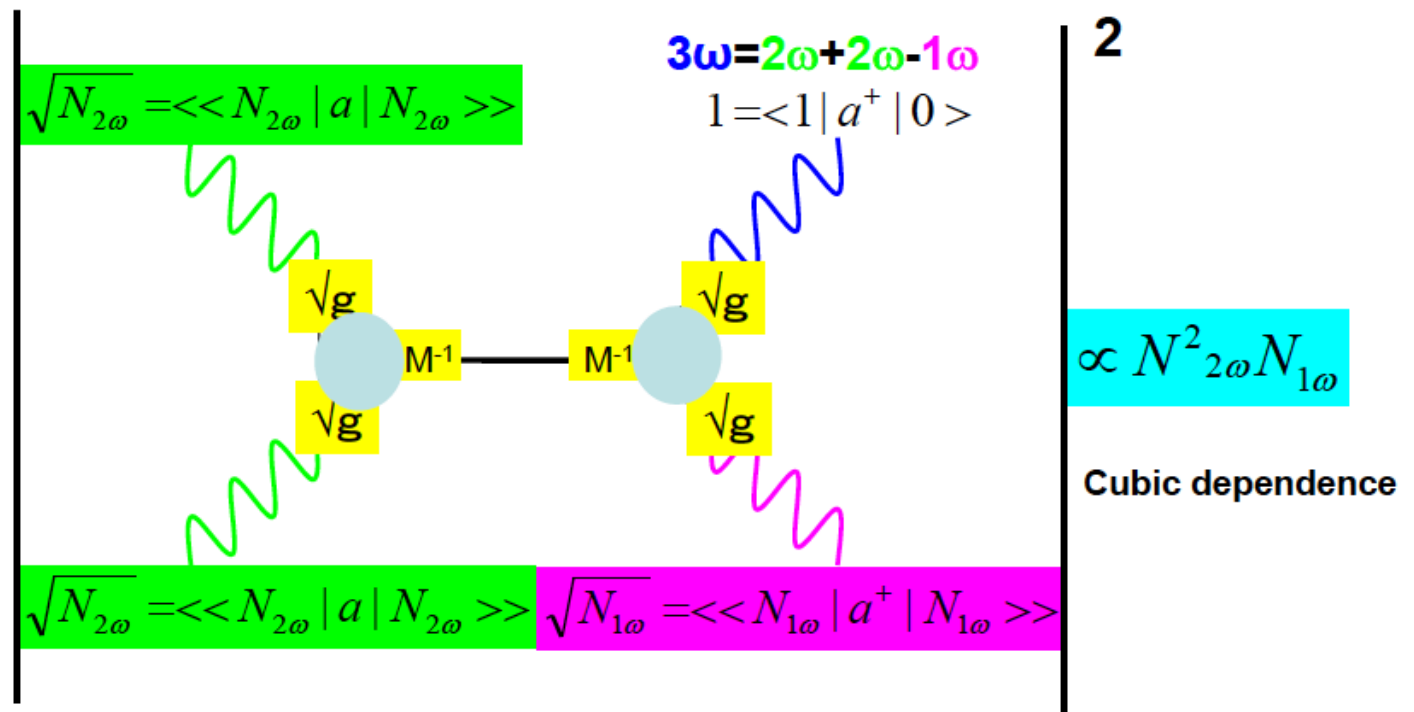 2
3ω=2ω+2ω-1ω
√N₂ω =<<N₂ω | a | N₂ω >>
1=<1| a⁺ | 0 >
√g
√g
M⁻¹
M⁻¹
√g
√g
∝ N²₂ωN₁ω
Cubic dependence
√N₂ω =<<N₂ω | a | N₂ω >>
√N₁ω =<<N₁ω | a⁺ | N₁ω >>